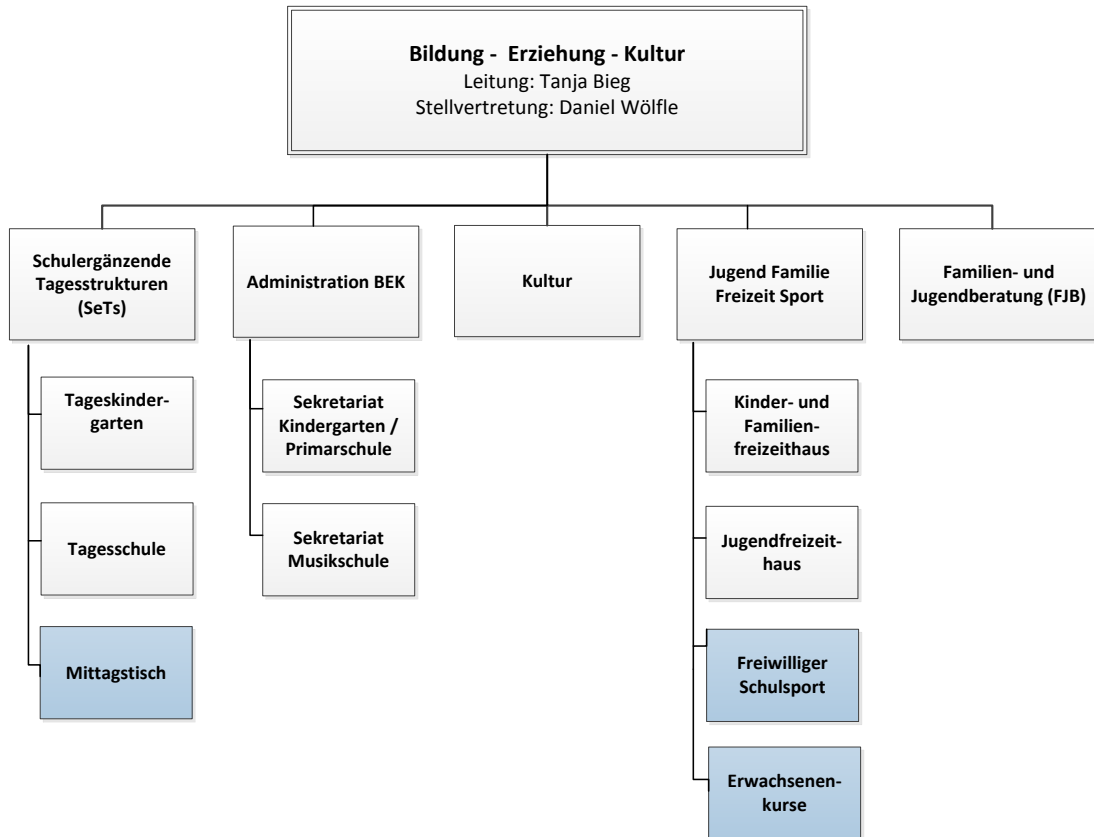 Bildung - Erziehung - Kultur
Leitung: Tanja Bieg
Stellvertretung: Daniel Wölfle
Schulergänzende
Tagesstrukturen
(SeTs)
Administration BEK
Kultur
Jugend Familie
Freizeit Sport
Familien- und
Jugendberatung (FJB)
Tageskinder-
garten
Sekretariat
Kindergarten /
Primarschule
Kinder- und
Familien-
freizeithaus
Tagesschule
Sekretariat
Musikschule
Jugendfreizeit-
haus
Mittagstisch
Freiwilliger
Schulsport
Erwachsenen-
kurse